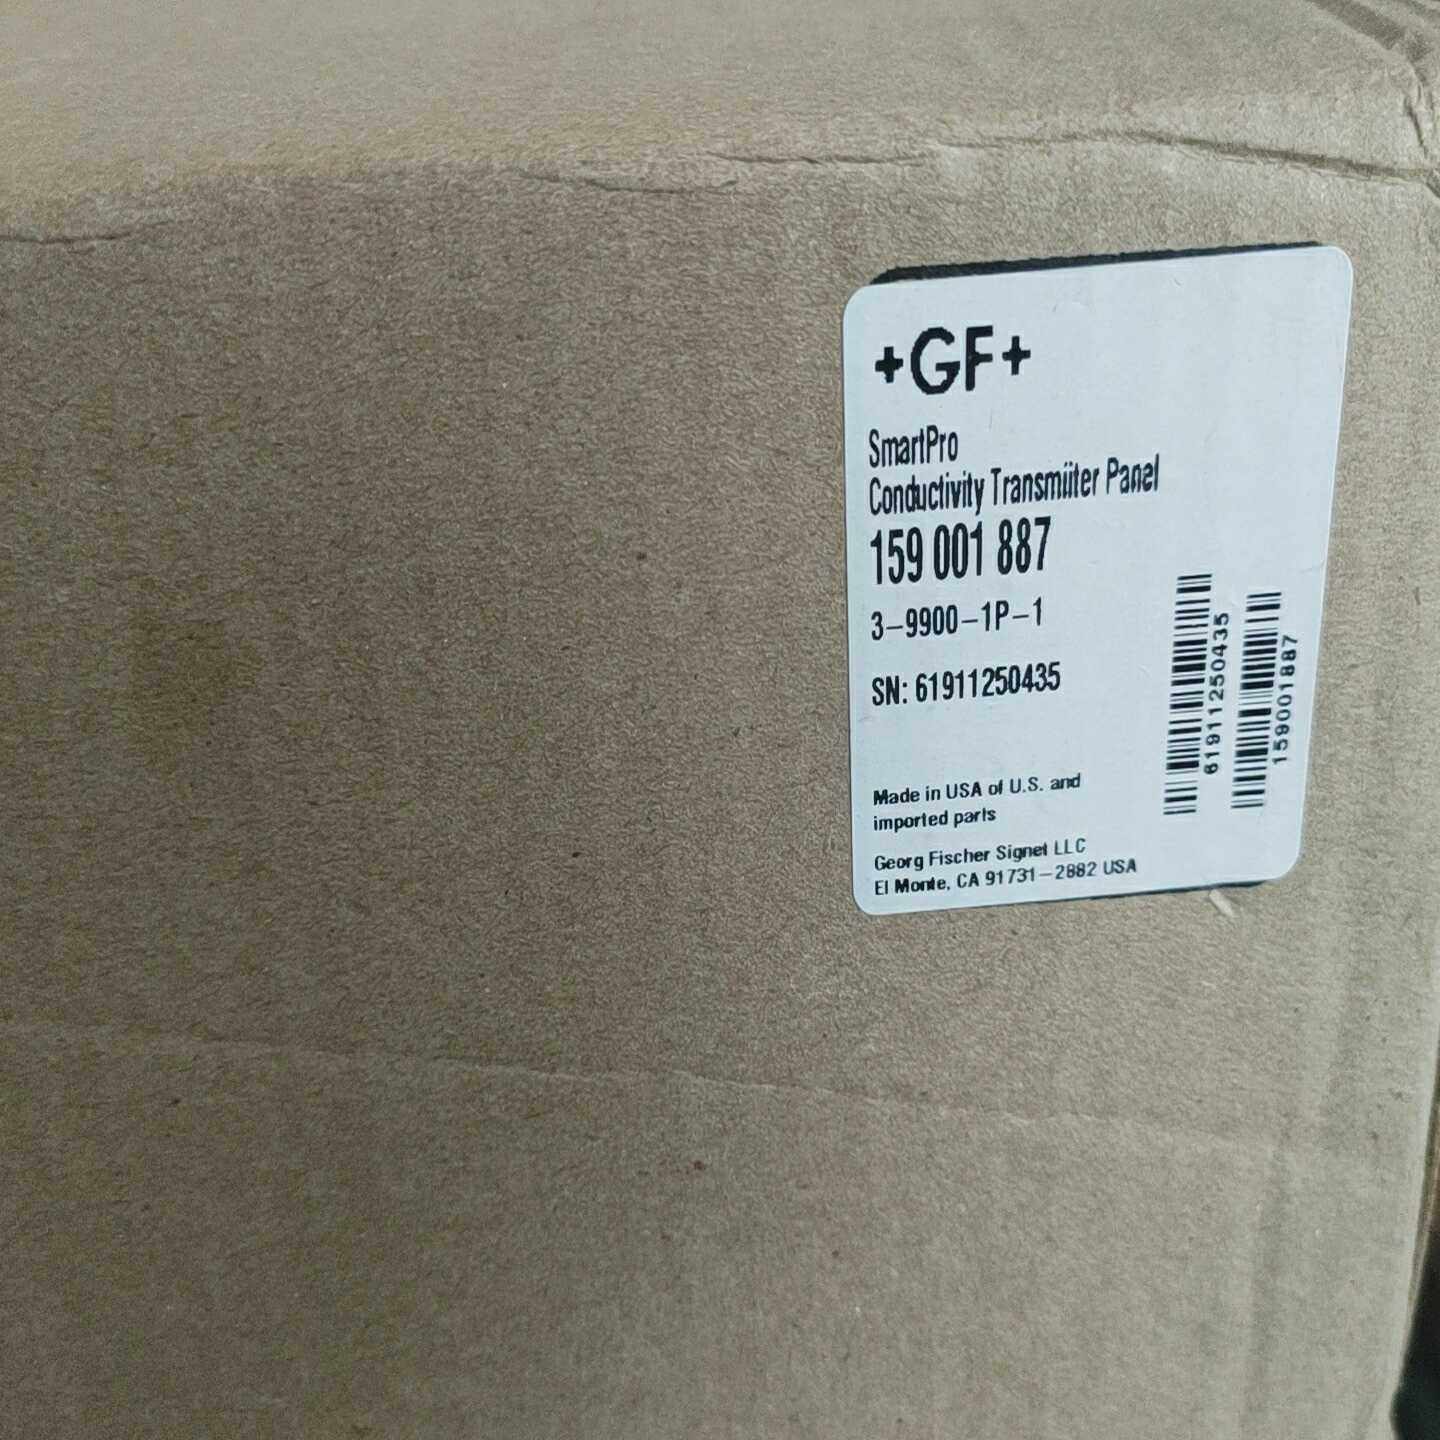 +GF+
SmartPro
Conductivity Transmiiter Panel
159 001 887
3-9900-1P-1
SN: 61911250435
Made in USA of U.S. and
imported parts
Georg Fischer Signet LLC
El Monte, CA 91731-2882 USA
61911250435
159001887